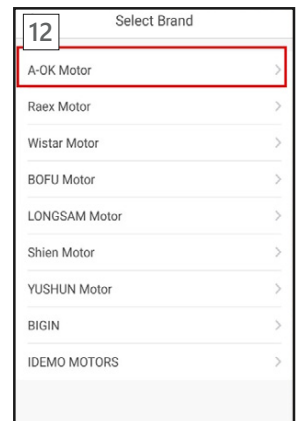 12
Select Brand
A-OK Motor
Raex Motor
Wistar Motor
BOFU Motor
LONGSAM Motor
Shien Motor
YUSHUN Motor
BIGIN
IDEMO MOTORS